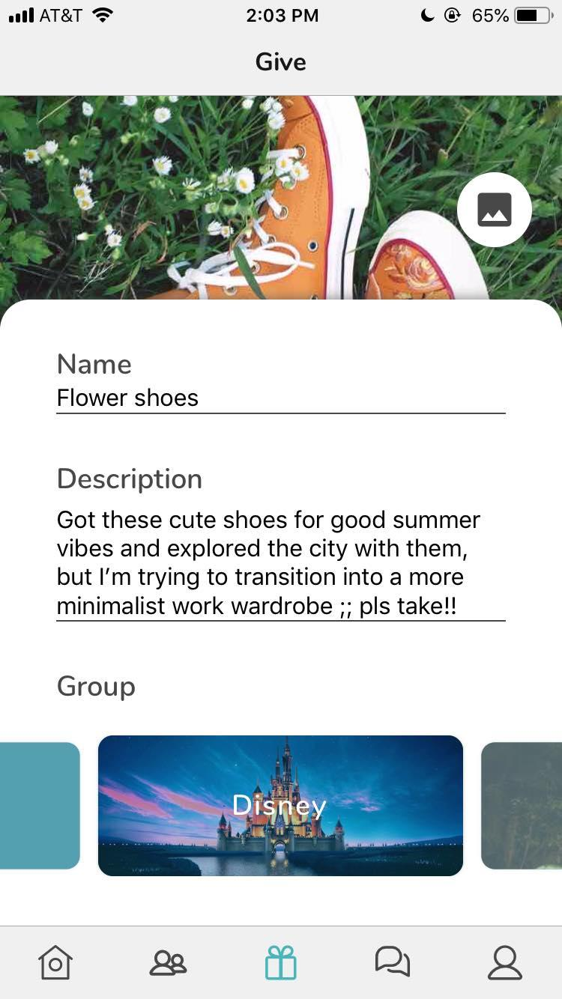 AT&T 2:03 PM 65%
Give
Name
Flower shoes
Description
Got these cute shoes for good summer
vibes and explored the city with them,
but I’m trying to transition into a more
minimalist work wardrobe ;; pls take!!
Group
Disney